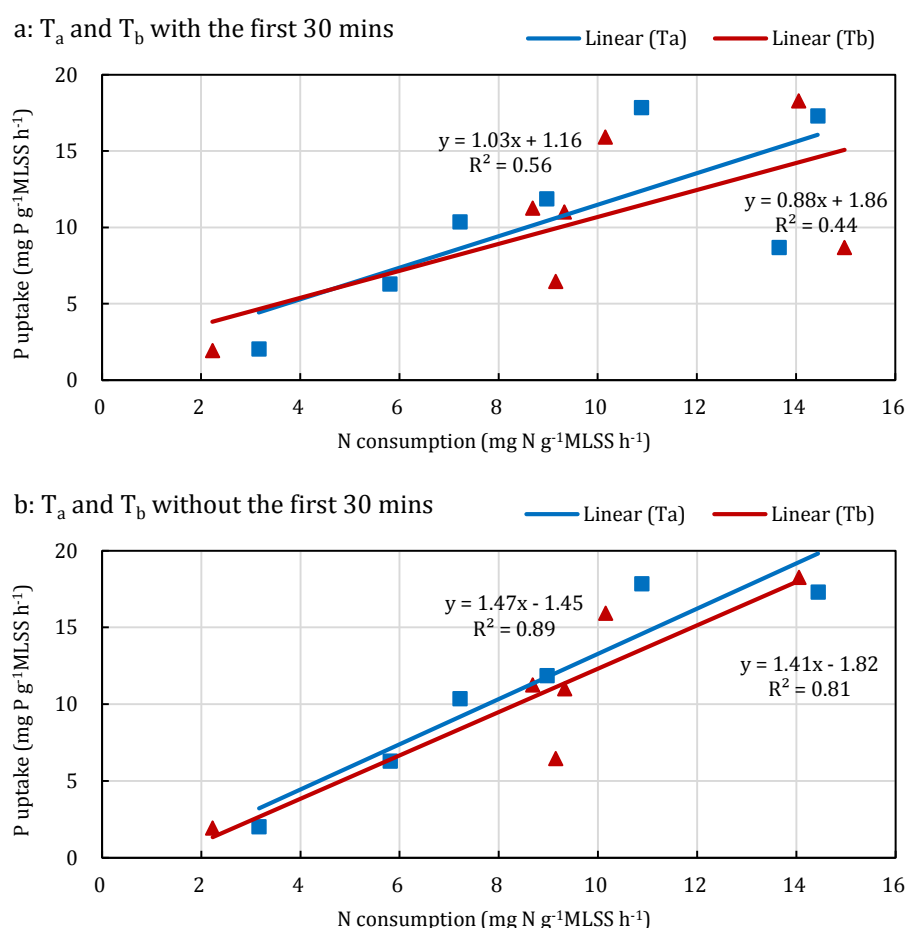 a: Tₐ and T_b with the first 30 mins
Linear (Ta) Linear (Tb)
20
15
10
5
0
y = 1.03x + 1.16
R² = 0.56
y = 0.88x + 1.86
R² = 0.44
0 2 4 6 8 10 12 14 16
P uptake (mg P g⁻¹MLSS h⁻¹)
N consumption (mg N g⁻¹MLSS h⁻¹)
b: Tₐ and T_b without the first 30 mins
Linear (Ta) Linear (Tb)
20
15
10
5
0
y = 1.47x - 1.45
R² = 0.89
y = 1.41x - 1.82
R² = 0.81
0 2 4 6 8 10 12 14 16
P uptake (mg P g⁻¹MLSS h⁻¹)
N consumption (mg N g⁻¹MLSS h⁻¹)